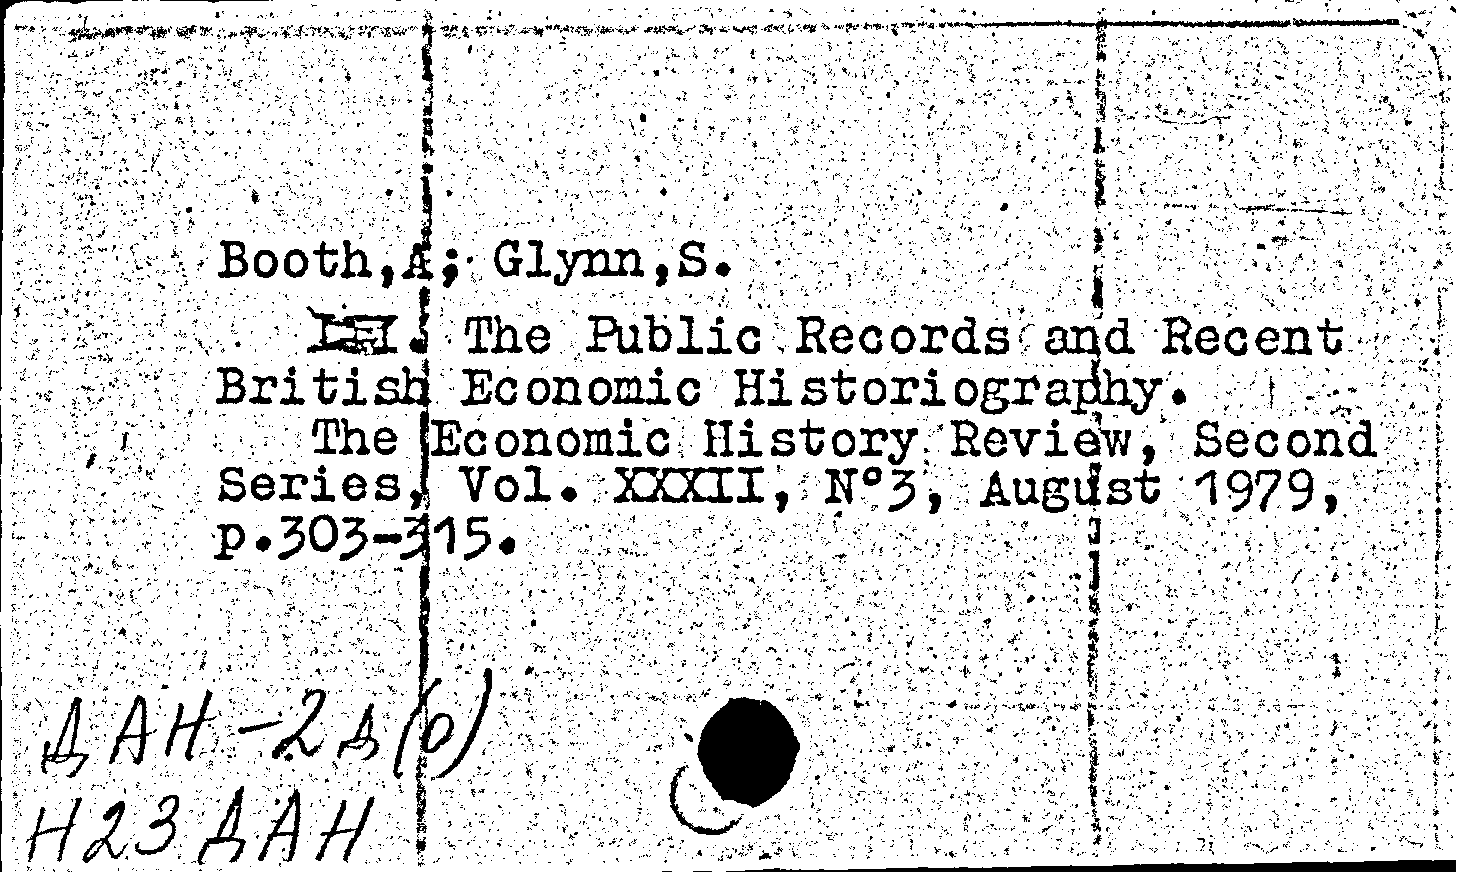 Booth,A; Glynn,S.
The Public Records and Recent
British Economic Historiography.
The Economic History Review, Second
Series, Vol. XXXII, N°3, August 1979,
p.303-315.
ДАН-2д(о)
Н23 ДАН